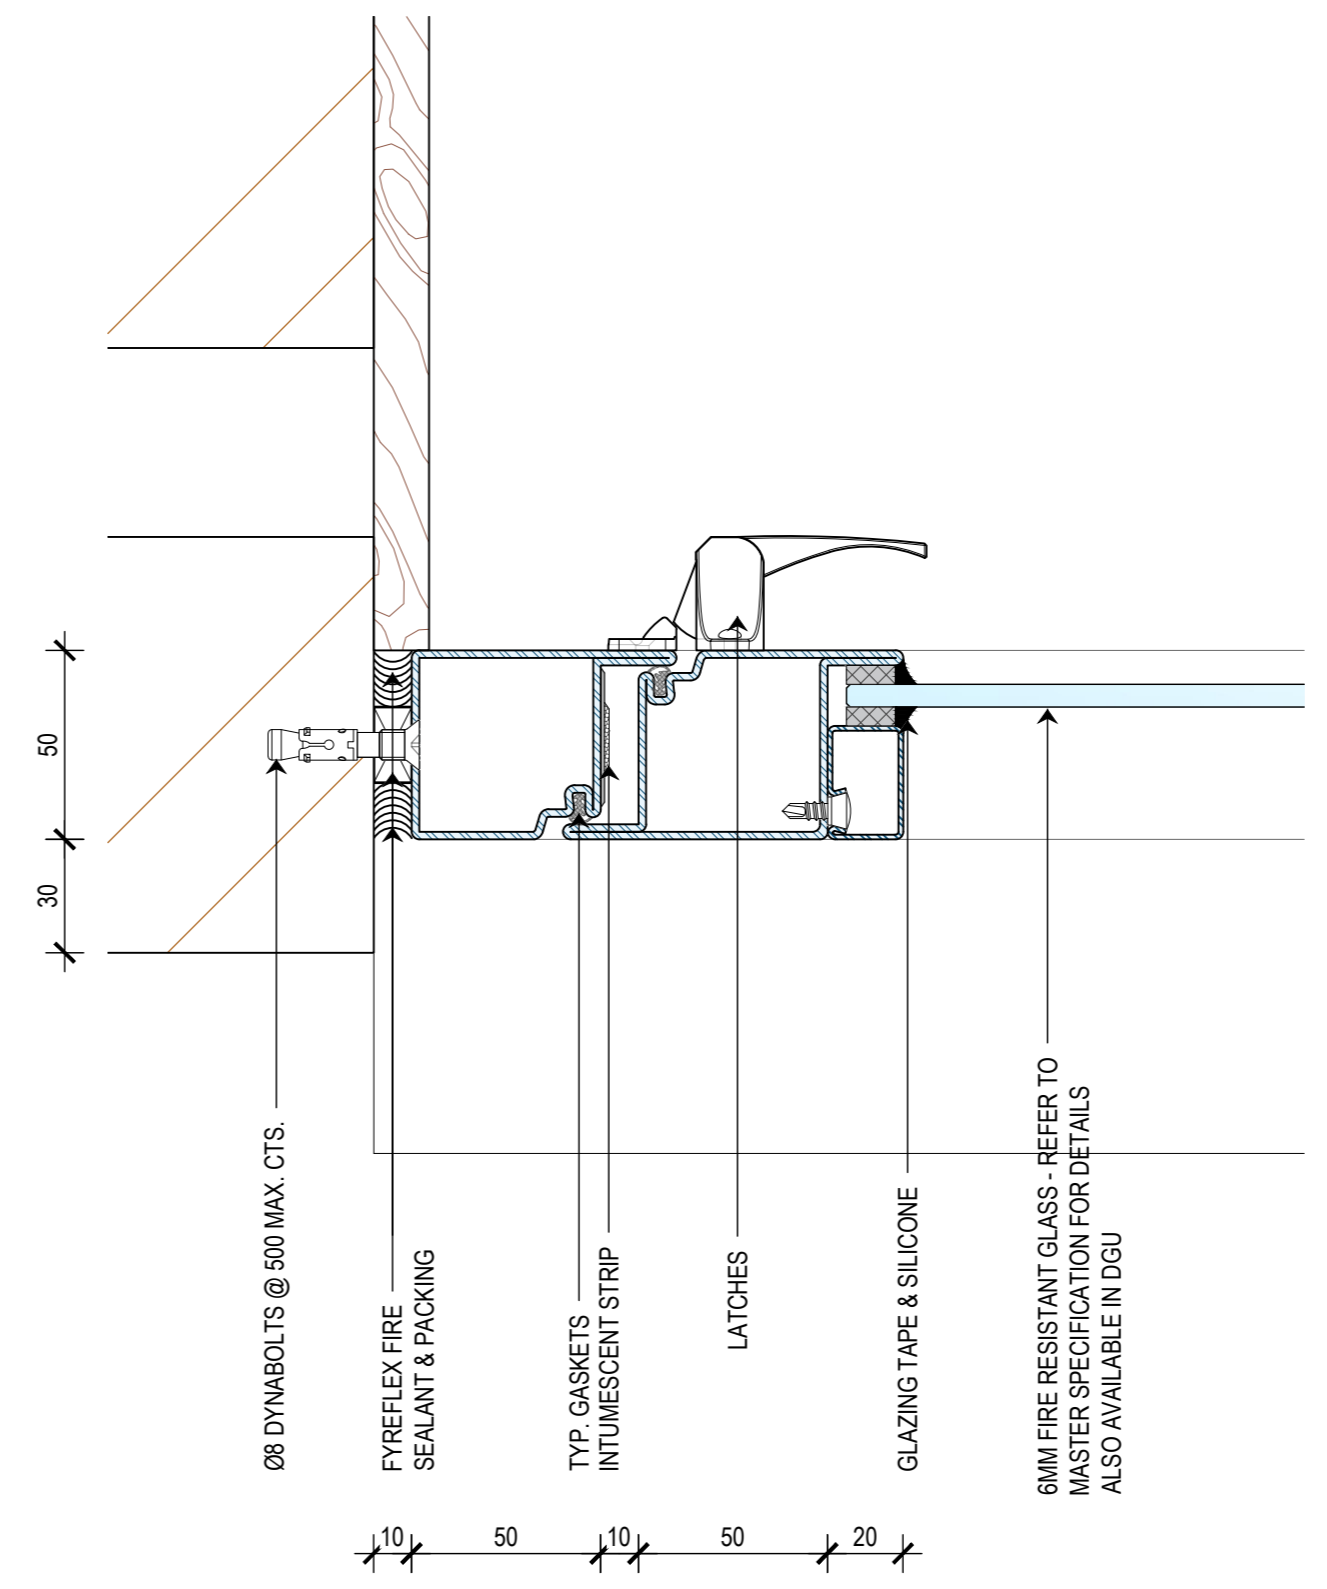 50
30
Ø8 DYNABOLTS @ 500 MAX. CTS.
FYREFLEX FIRE
SEALANT & PACKING
TYP. GASKETS
INTUMESCENT STRIP
LATCHES
GLAZING TAPE & SILICONE
6MM FIRE RESISTANT GLASS - REFER TO
MASTER SPECIFICATION FOR DETAILS
ALSO AVAILABLE IN DGU
10
50
10
50
20